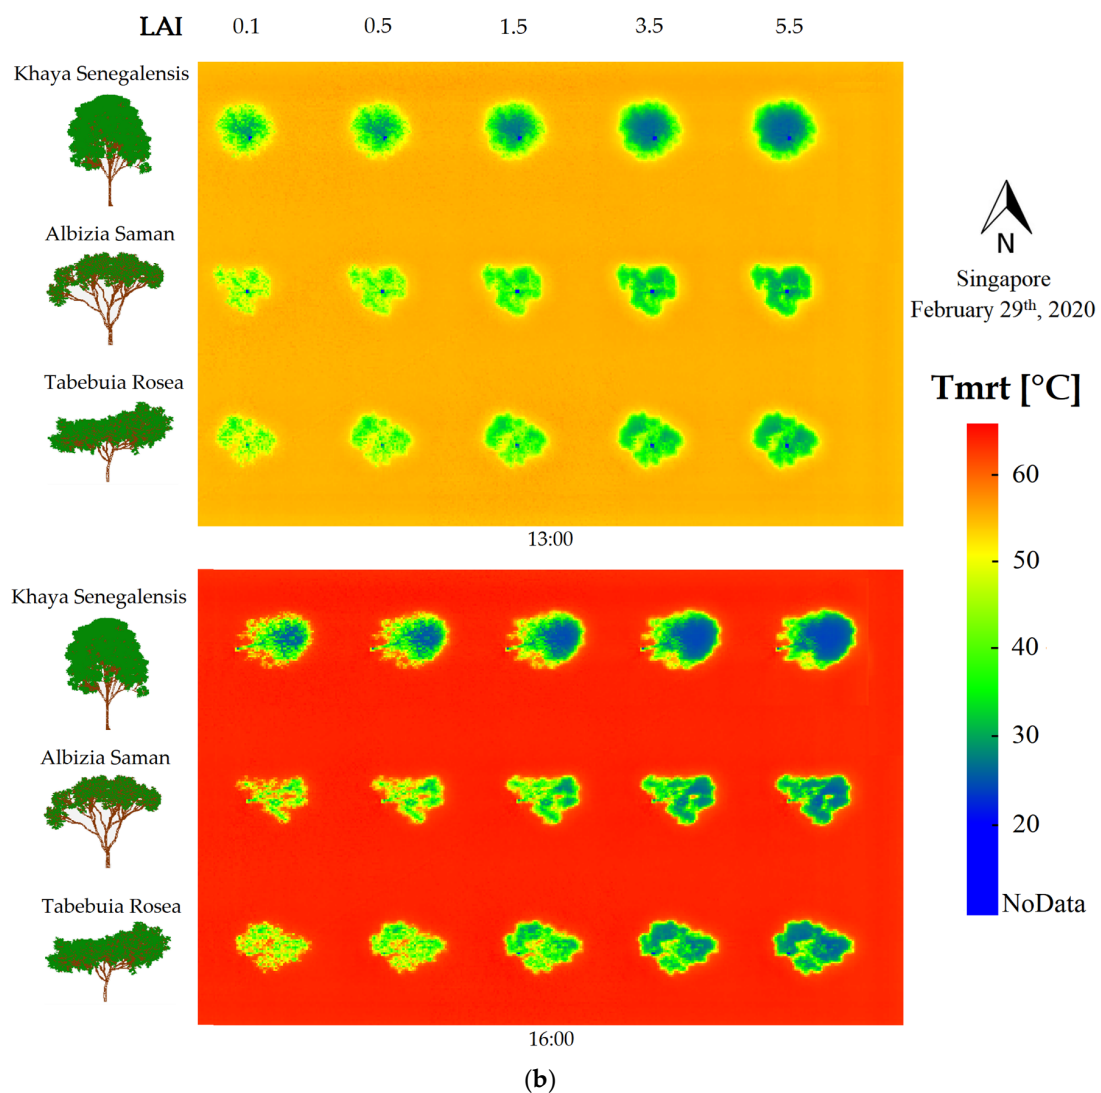 LAI 0.1 0.5 1.5 3.5 5.5
Khaya Senegalensis
Albizia Saman
Tabebuia Rosea
13:00
N
Singapore
February 29th, 2020
Tmrt [°C]
60
50
40
30
20
NoData
Khaya Senegalensis
Albizia Saman
Tabebuia Rosea
16:00
(b)